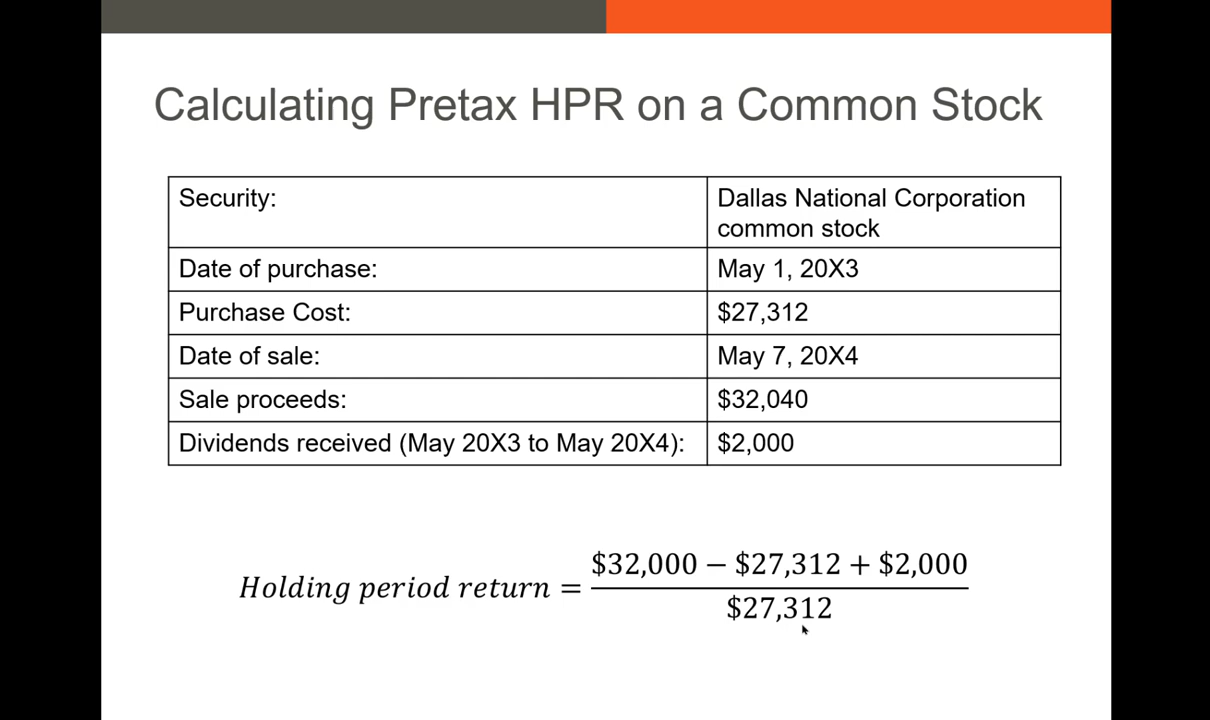 Calculating Pretax HPR on a Common Stock
Security: Dallas National Corporation
common stock
Date of purchase: May 1, 20X3
Purchase Cost: $27,312
Date of sale: May 7, 20X4
Sale proceeds: $32,040
Dividends received (May 20X3 to May 20X4): $2,000
$32,000 − $27,312 + $2,000
Holding period return =
$27,312